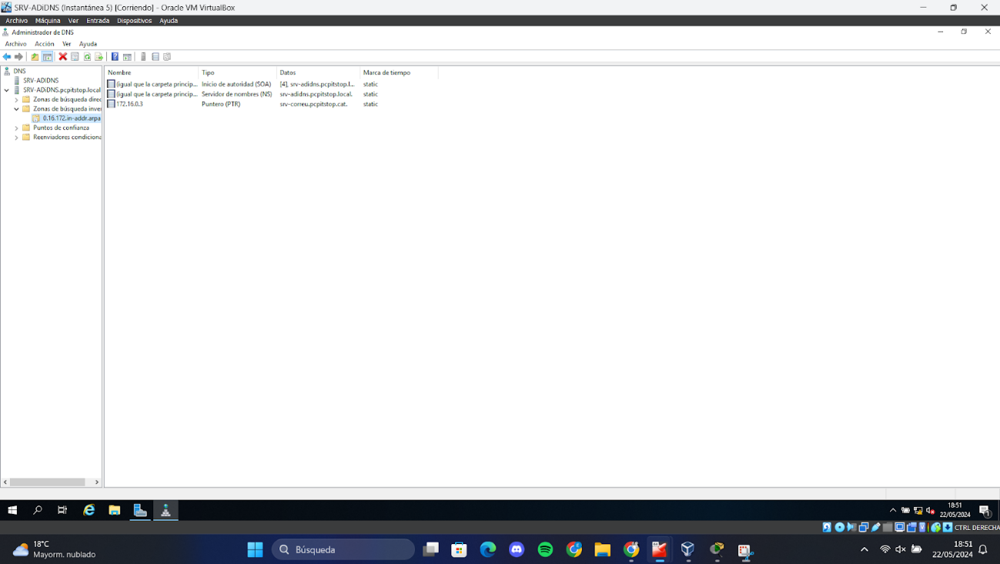 SRV-ADiDNS (Instantánea 5) [Corriendo] - Oracle VM VirtualBox
Archivo Máquina Ver Entrada Dispositivos Ayuda
Administrador de DNS
Archivo Acción Ver Ayuda
DNS
SRV-ADiDNS
SRV-ADiDNS.pcpitstop.local
Zonas de búsqueda direc
Zonas de búsqueda inver
0.16.172.in-addr.arpa
Puntos de confianza
Reenviadores condiciona
Nombre Tipo Datos Marca de tiempo
(igual que la carpeta princip... Inicio de autoridad (SOA) [4], srv-adidns.pcpitstop.l... static
(igual que la carpeta princip... Servidor de nombres (NS) srv-adidns.pcpitstop.local. static
172.16.0.3 Puntero (PTR) srv-correu.pcpitstop.cat. static
18:51
22/05/2024
1
CTRL DERECHA
18°C
Mayorm. nublado
Búsqueda
18:51
22/05/2024